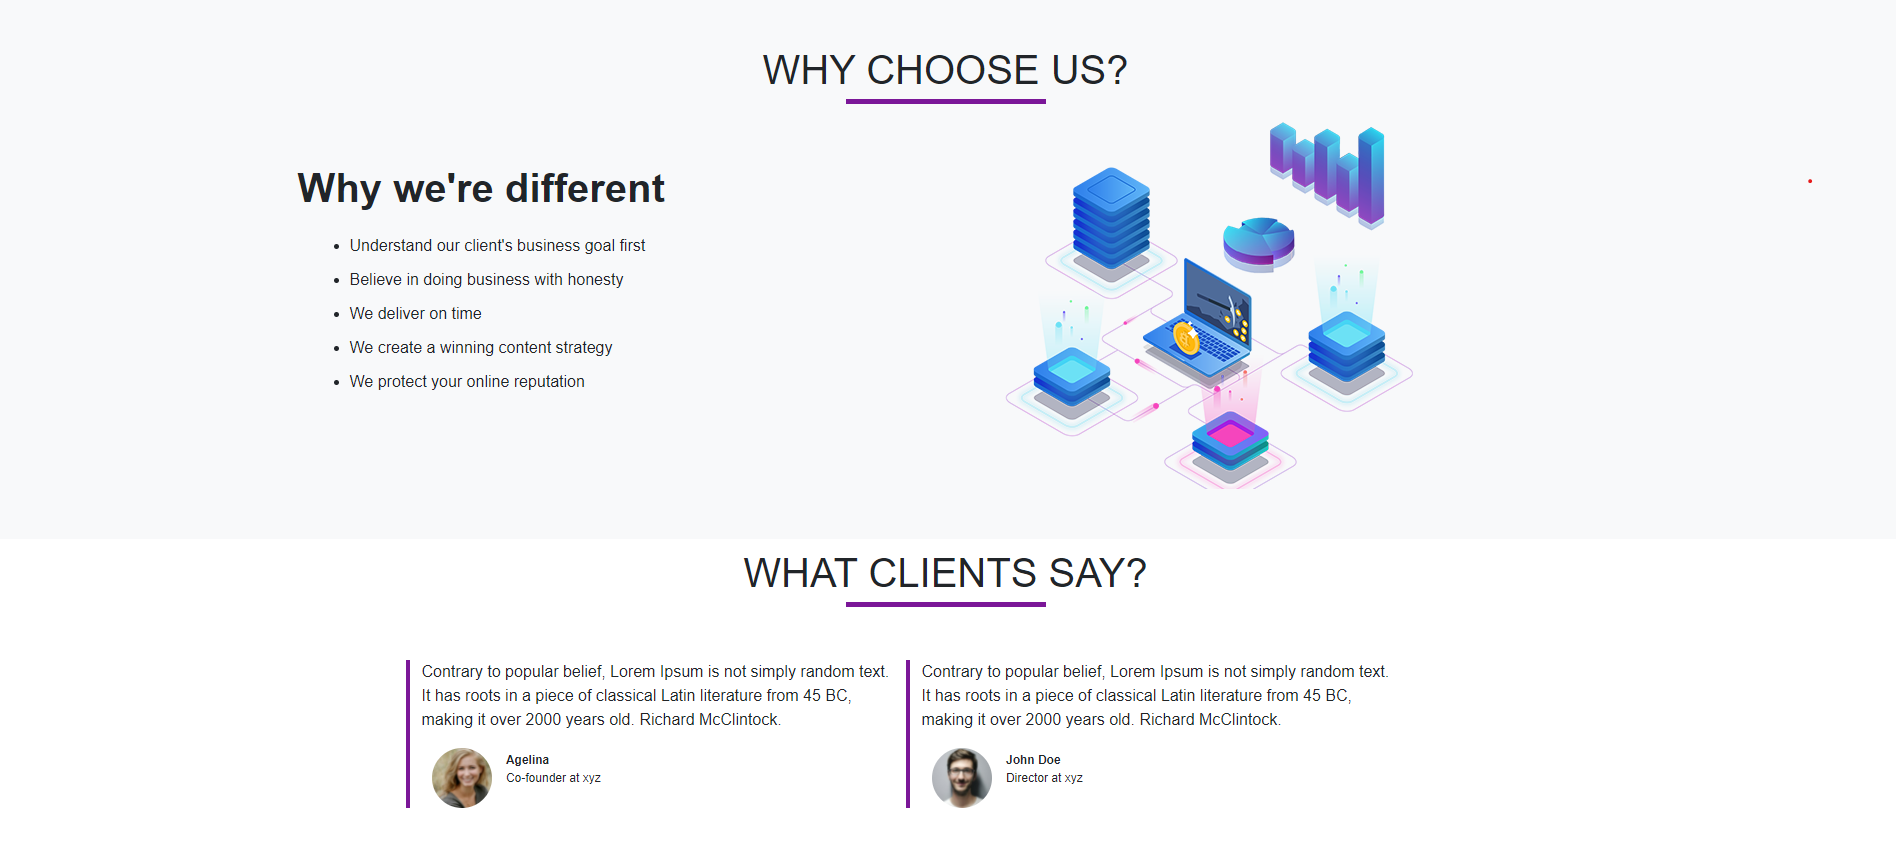 WHY CHOOSE US?
Why we're different
Understand our client's business goal first
Believe in doing business with honesty
We deliver on time
We create a winning content strategy
We protect your online reputation
WHAT CLIENTS SAY?
Contrary to popular belief, Lorem Ipsum is not simply random text.
It has roots in a piece of classical Latin literature from 45 BC,
making it over 2000 years old. Richard McClintock.
Agelina
Co-founder at xyz
Contrary to popular belief, Lorem Ipsum is not simply random text.
It has roots in a piece of classical Latin literature from 45 BC,
making it over 2000 years old. Richard McClintock.
John Doe
Director at xyz